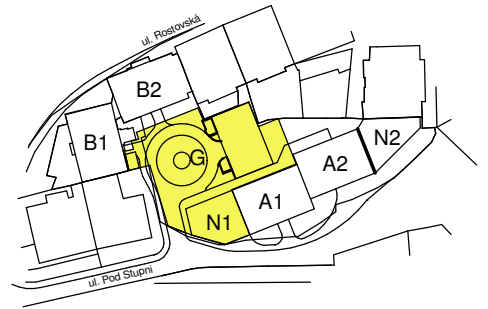 ul. Rostovská
B2
B1
G
N2
A2
A1
N1
ul. Pod Stupni